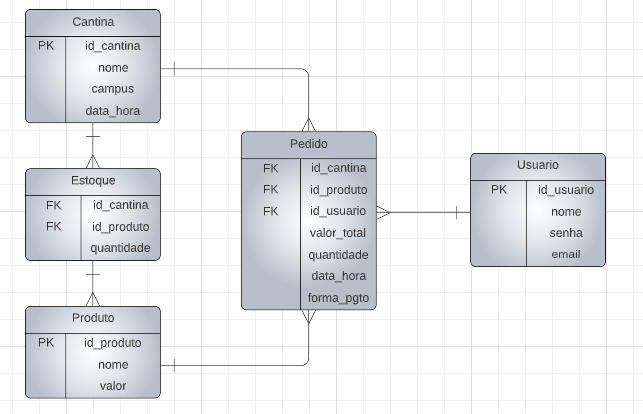 Cantina
PK id_cantina
nome
campus
data_hora
Estoque
FK id_cantina
FK id_produto
quantidade
Produto
PK id_produto
nome
valor
Pedido
FK id_cantina
FK id_produto
FK id_usuario
valor_total
quantidade
data_hora
forma_pgto
Usuario
PK id_usuario
nome
senha
email